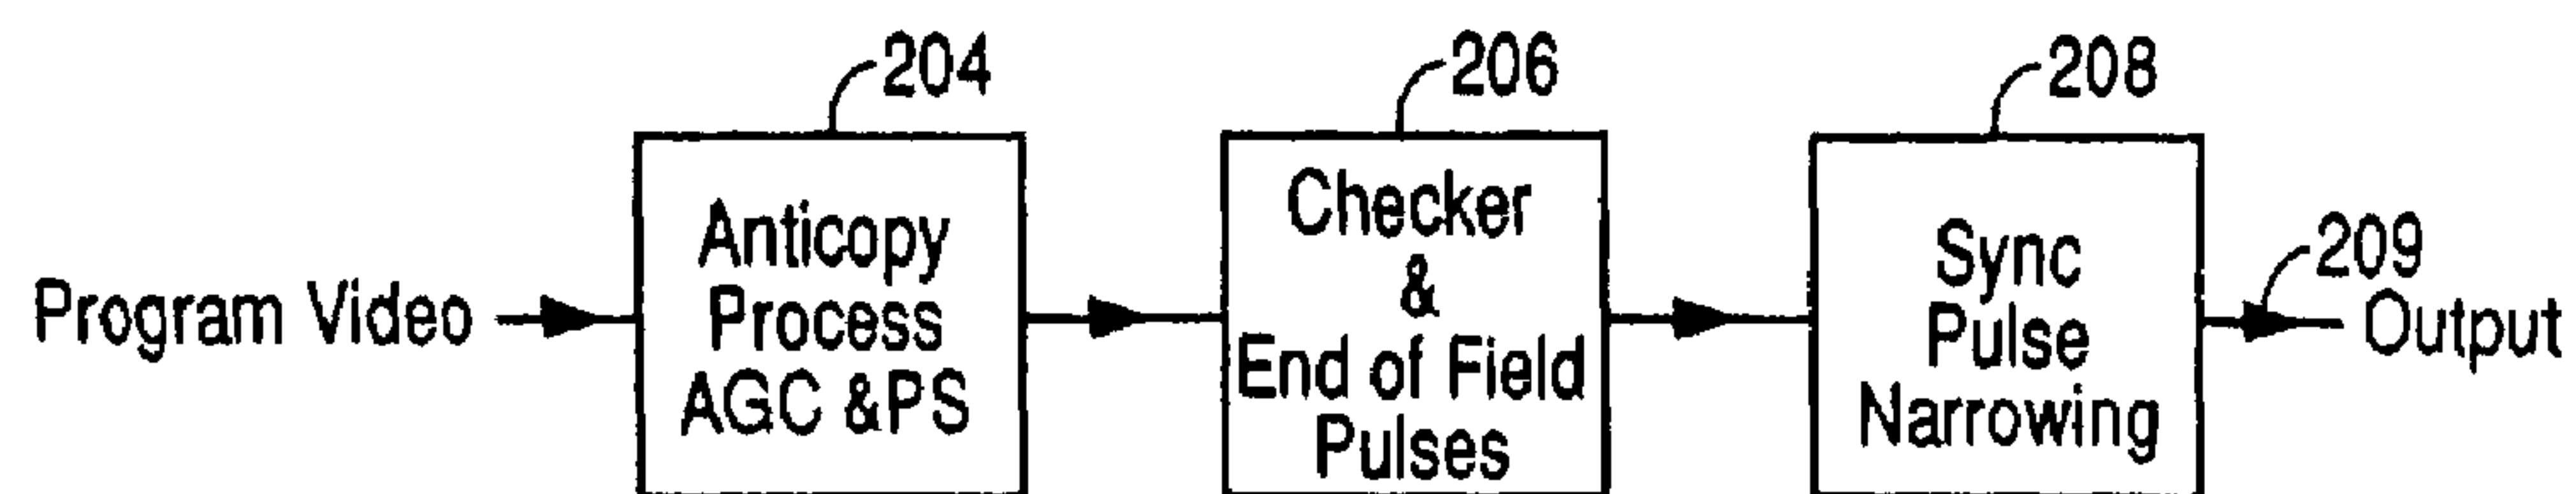 204
206
208
Program Video
Anticopy
Process
AGC &PS
Checker
&
End of Field
Pulses
Sync
Pulse
Narrowing
209
Output